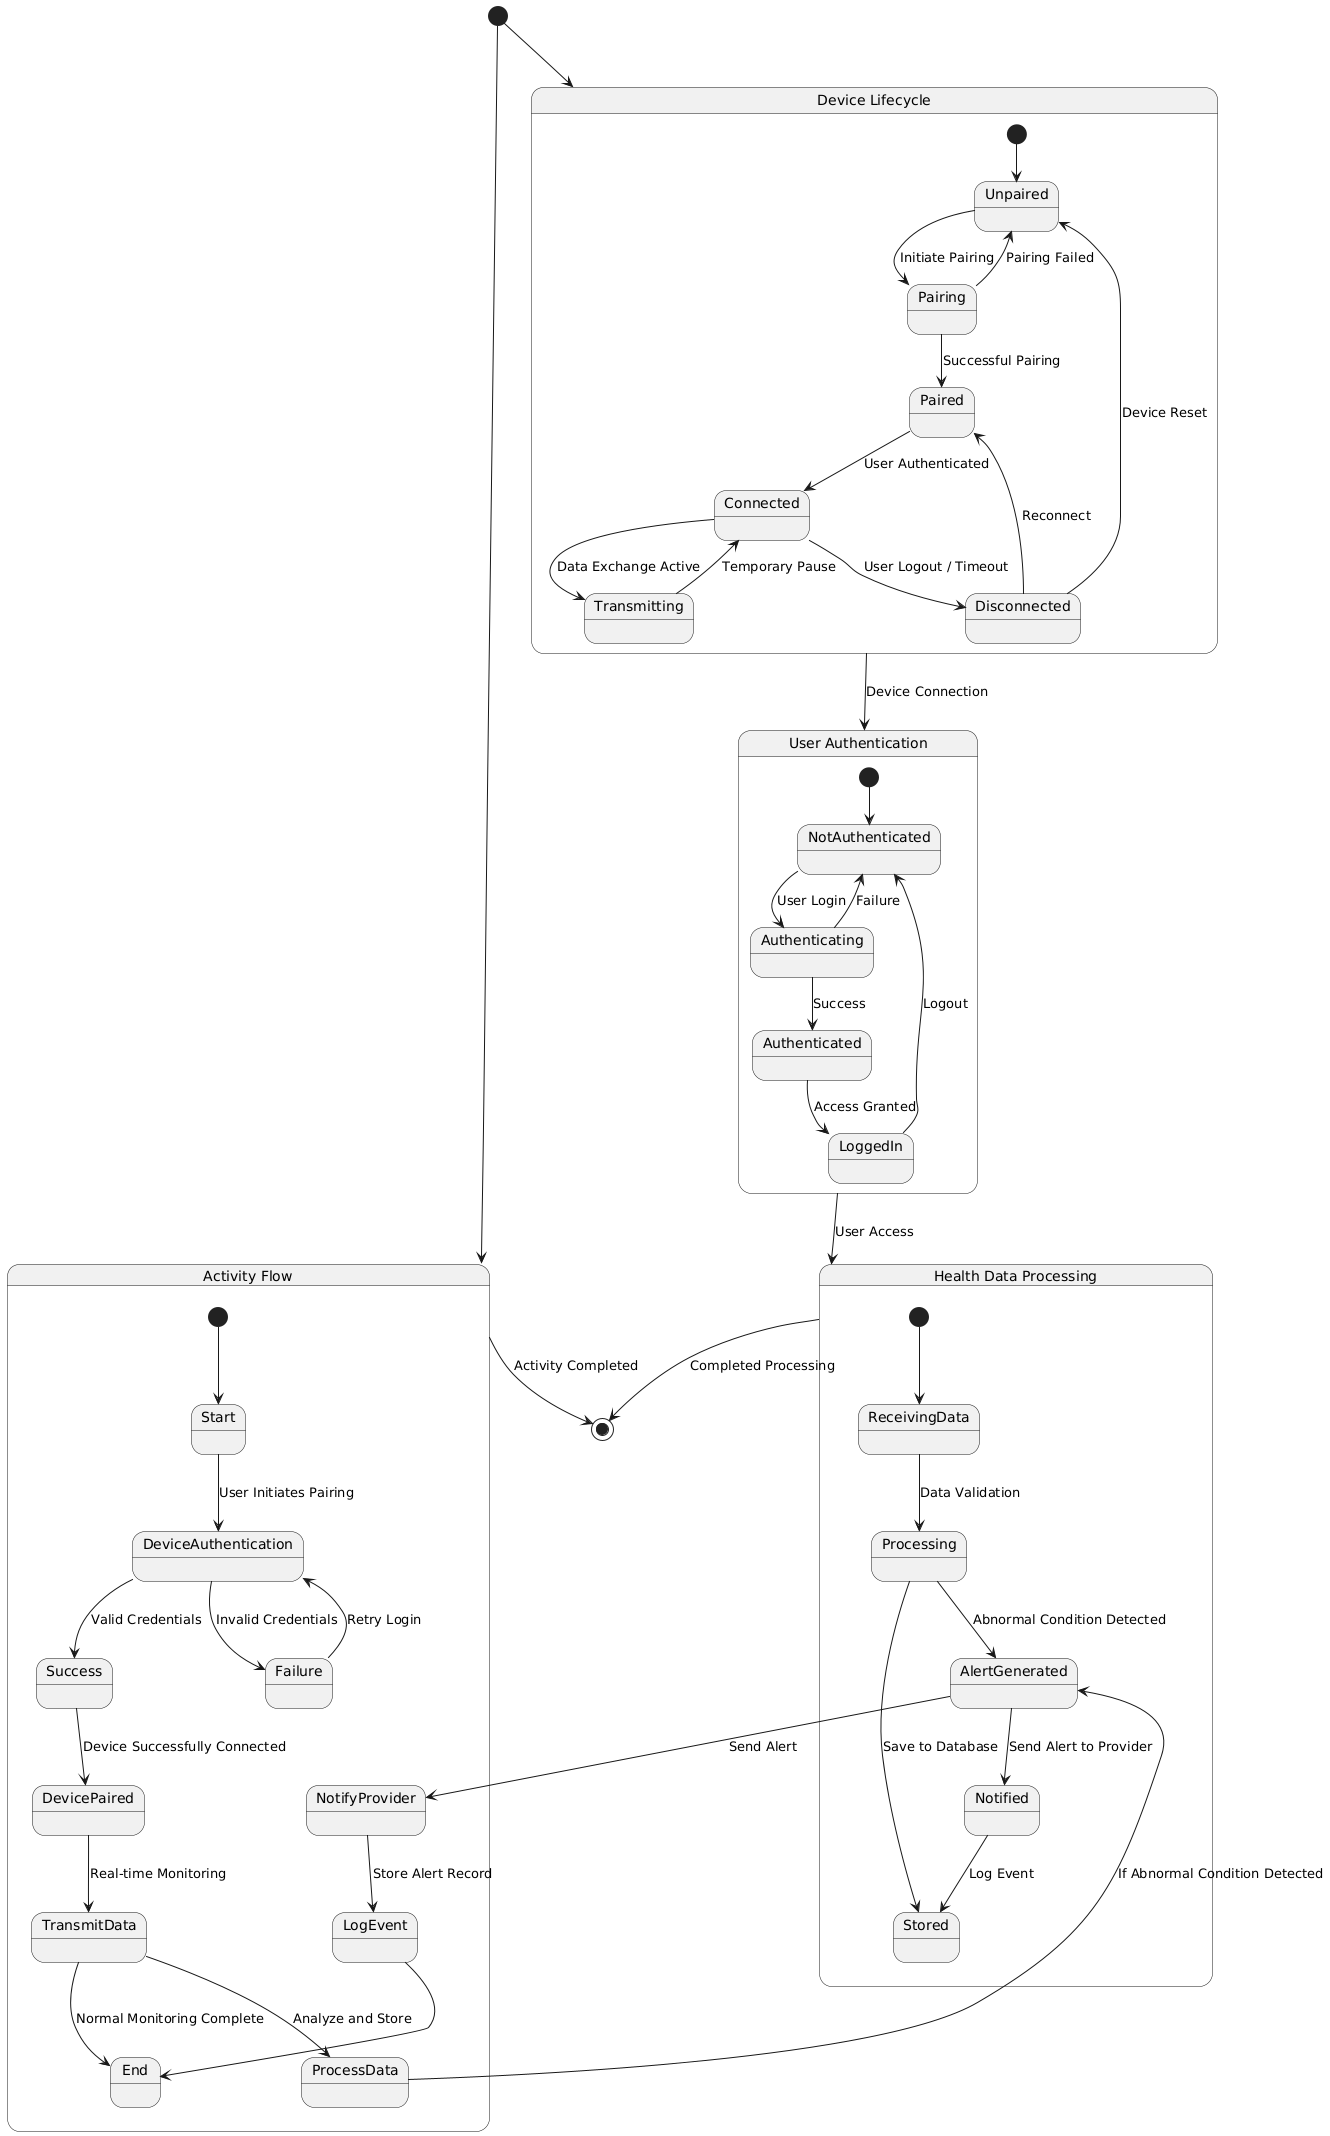 Device Lifecycle
Unpaired
Initiate Pairing
Pairing Failed
Pairing
Successful Pairing
Paired
Device Reset
User Authenticated
Connected
Reconnect
Data Exchange Active
Temporary Pause
User Logout / Timeout
Transmitting
Disconnected
Device Connection
User Authentication
NotAuthenticated
User Login
Failure
Authenticating
Success
Logout
Authenticated
Access Granted
LoggedIn
User Access
Activity Flow
Start
User Initiates Pairing
DeviceAuthentication
Valid Credentials
Invalid Credentials
Retry Login
Success
Failure
Device Successfully Connected
DevicePaired
NotifyProvider
Real-time Monitoring
Store Alert Record
TransmitData
LogEvent
Normal Monitoring Complete
Analyze and Store
End
ProcessData
Activity Completed
Completed Processing
Health Data Processing
ReceivingData
Data Validation
Processing
Abnormal Condition Detected
AlertGenerated
Send Alert
Save to Database
Send Alert to Provider
Notified
Log Event
If Abnormal Condition Detected
Stored